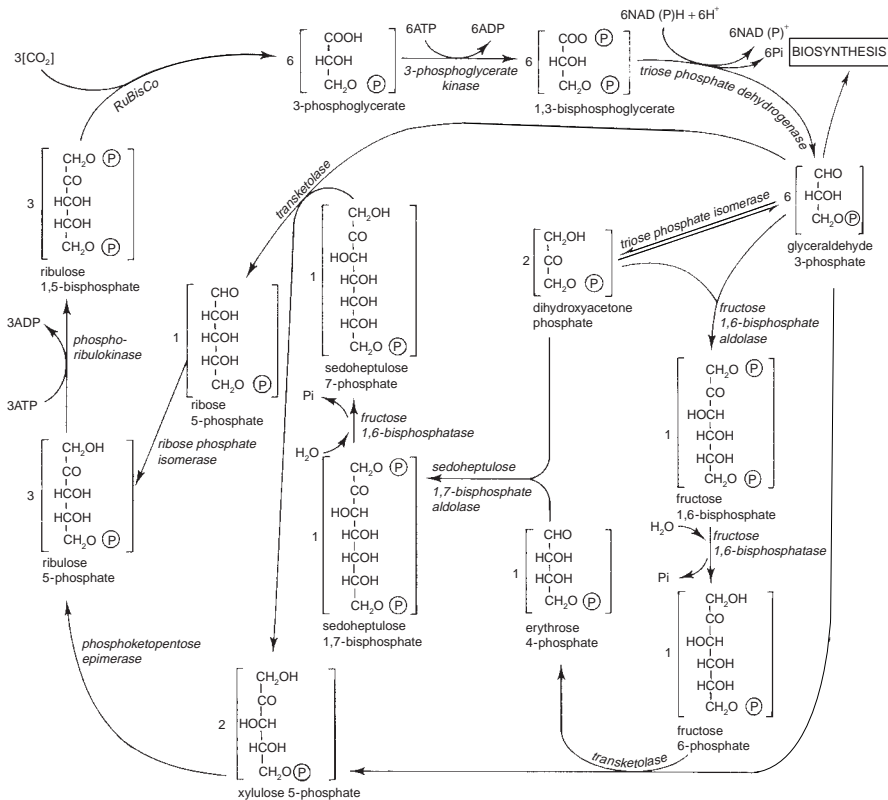 3[CO₂]
RuBisCo
6
COOH
HCOH
CH₂O P
3-phosphoglycerate
6ATP
6ADP
3-phosphoglycerate
kinase
6
COO P
HCOH
CH₂O P
1,3-bisphosphoglycerate
6NAD (P)H + 6H⁺
6NAD (P)⁺
6Pi
triose phosphate dehydrogenase
BIOSYNTHESIS
6
CHO
HCOH
CH₂O P
glyceraldehyde
3-phosphate
triose phosphate isomerase
2
CH₂OH
CO
CH₂O P
dihydroxyacetone
phosphate
fructose
1,6-bisphosphate
aldolase
1
CH₂O P
CO
HOCH
HCOH
HCOH
CH₂O P
fructose
1,6-bisphosphate
H₂O
Pi
fructose
1,6-bisphosphatase
1
CH₂OH
CO
HOCH
HCOH
HCOH
CH₂O P
fructose
6-phosphate
transketolase
1
CHO
HCOH
HCOH
CH₂O P
erythrose
4-phosphate
sedoheptulose
1,7-bisphosphate
aldolase
1
CH₂O P
CO
HOCH
HCOH
HCOH
HCOH
CH₂O P
sedoheptulose
1,7-bisphosphate
H₂O
Pi
fructose
1,6-bisphosphatase
1
CH₂OH
CO
HOCH
HCOH
HCOH
HCOH
CH₂O P
sedoheptulose
7-phosphate
transketolase
1
CHO
HCOH
HCOH
HCOH
CH₂O P
ribose
5-phosphate
ribose phosphate
isomerase
2
CH₂OH
CO
HOCH
HCOH
CH₂O P
xylulose 5-phosphate
phosphoketopentose
epimerase
3
CH₂OH
CO
HCOH
HCOH
CH₂O P
ribulose
5-phosphate
3ATP
3ADP
phospho-
ribulokinase
3
CH₂O P
CO
HCOH
HCOH
CH₂O P
ribulose
1,5-bisphosphate